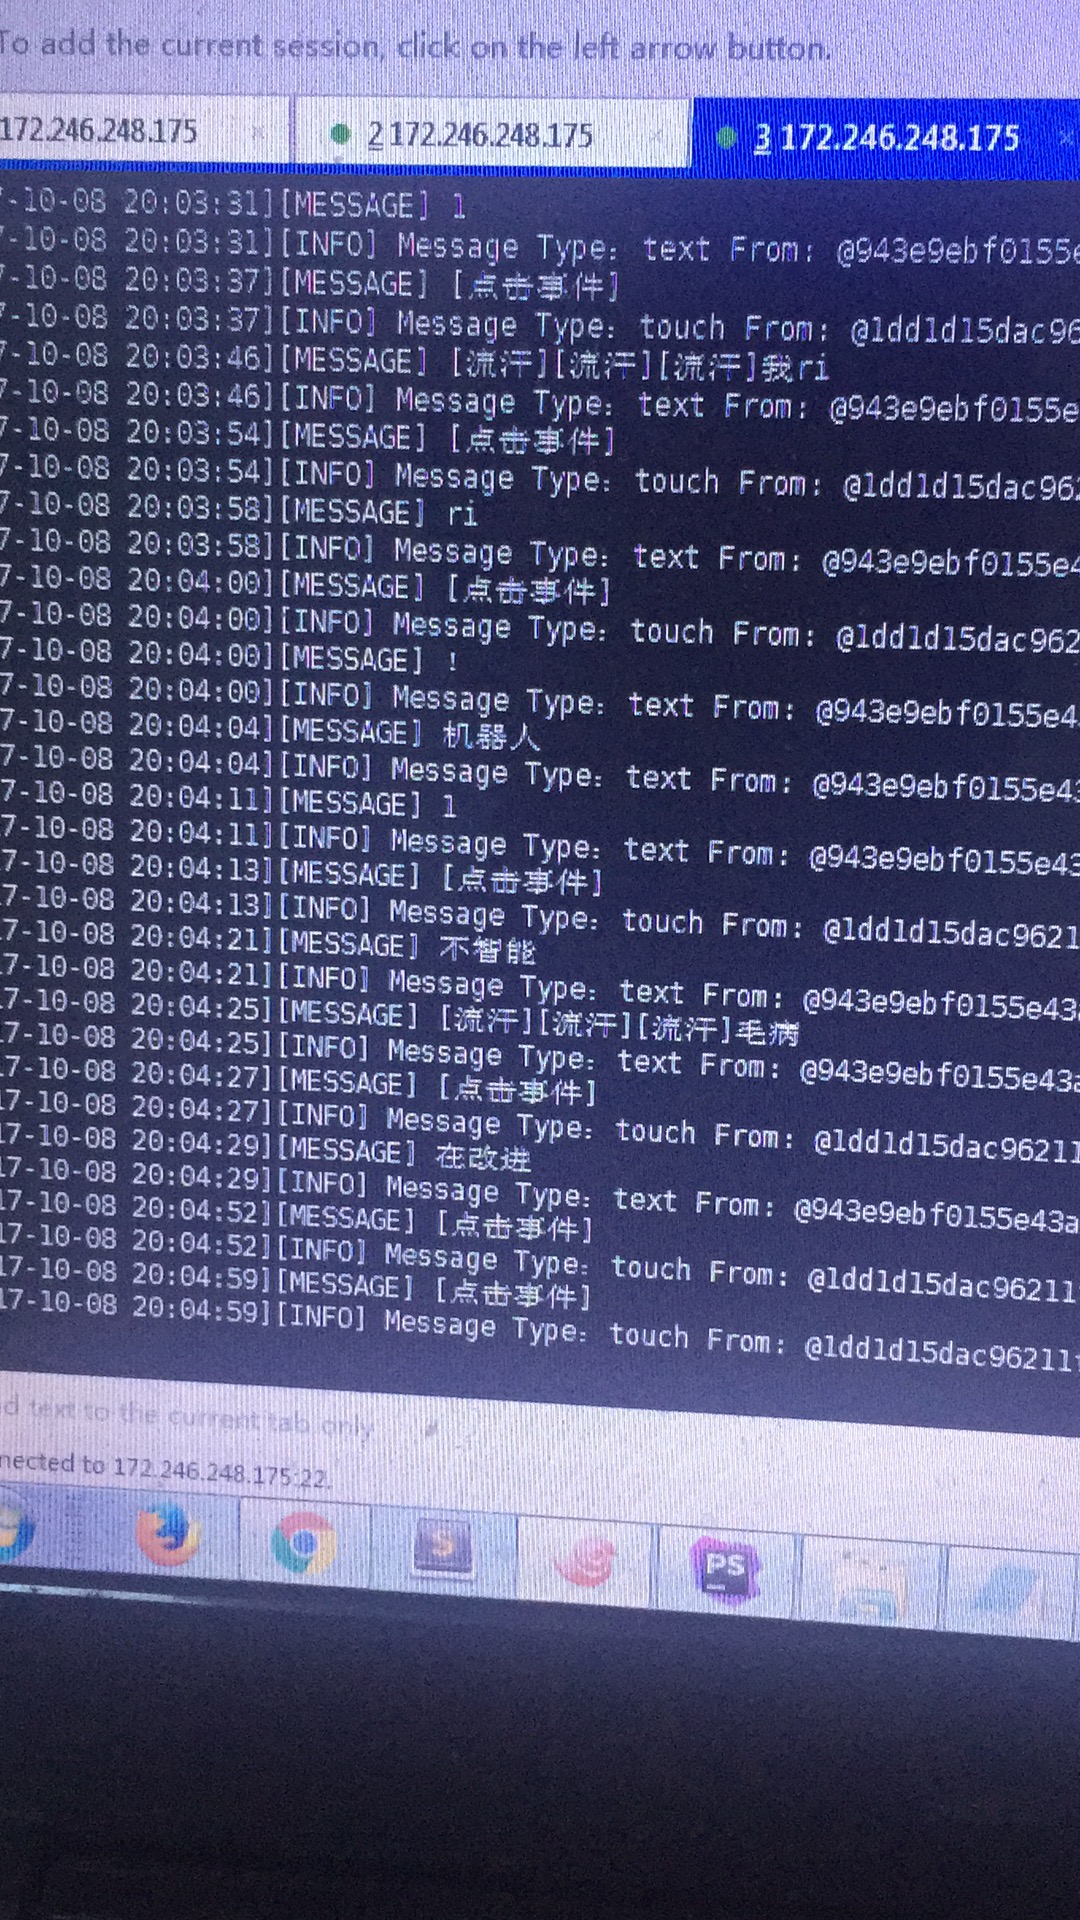 To add the current session, click on the left arrow button.
172.246.248.175 2 172.246.248.175 3 172.246.248.175
7-10-08 20:03:31][MESSAGE] 1
7-10-08 20:03:31][INFO] Message Type: text From: @943e9ebf0155e
7-10-08 20:03:37][MESSAGE] [点击事件]
7-10-08 20:03:37][INFO] Message Type: touch From: @1dd1d15dac96
7-10-08 20:03:46][MESSAGE] [流汗][流汗][流汗]我ri
7-10-08 20:03:46][INFO] Message Type: text From: @943e9ebf0155e
7-10-08 20:03:54][MESSAGE] [点击事件]
7-10-08 20:03:54][INFO] Message Type: touch From: @1dd1d15dac962
7-10-08 20:03:58][MESSAGE] ri
7-10-08 20:03:58][INFO] Message Type: text From: @943e9ebf0155e4
7-10-08 20:04:00][MESSAGE] [点击事件]
7-10-08 20:04:00][INFO] Message Type: touch From: @1dd1d15dac962
7-10-08 20:04:00][MESSAGE] !
7-10-08 20:04:00][INFO] Message Type: text From: @943e9ebf0155e4
7-10-08 20:04:04][MESSAGE] 机器人
7-10-08 20:04:04][INFO] Message Type: text From: @943e9ebf0155e43
7-10-08 20:04:11][MESSAGE] 1
7-10-08 20:04:11][INFO] Message Type: text From: @943e9ebf0155e43
17-10-08 20:04:13][MESSAGE] [点击事件]
17-10-08 20:04:13][INFO] Message Type: touch From: @1dd1d15dac9621
17-10-08 20:04:21][MESSAGE] 不智能
17-10-08 20:04:21][INFO] Message Type: text From: @943e9ebf0155e43a
17-10-08 20:04:25][MESSAGE] [流汗][流汗][流汗]毛病
17-10-08 20:04:25][INFO] Message Type: text From: @943e9ebf0155e43a
17-10-08 20:04:27][MESSAGE] [点击事件]
17-10-08 20:04:27][INFO] Message Type: touch From: @1dd1d15dac96211
17-10-08 20:04:29][MESSAGE] 在改进
17-10-08 20:04:29][INFO] Message Type: text From: @943e9ebf0155e43a
17-10-08 20:04:52][MESSAGE] [点击事件]
17-10-08 20:04:52][INFO] Message Type: touch From: @1dd1d15dac96211
17-10-08 20:04:59][MESSAGE] [点击事件]
17-10-08 20:04:59][INFO] Message Type: touch From: @1dd1d15dac96211
d text to the current tab only
nected to 172.246.248.175:22.
S PS